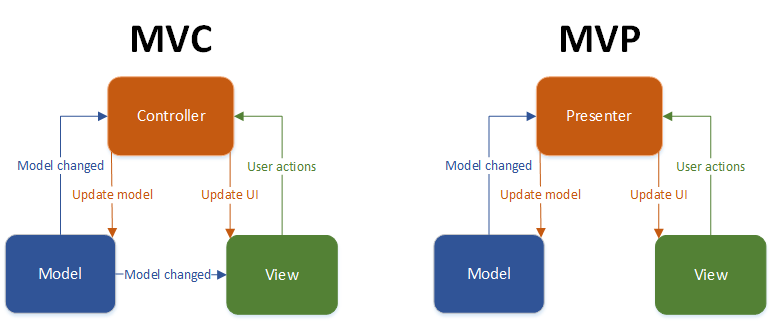 MVC
MVP
Controller
Presenter
Model changed
User actions
Model changed
User actions
Update model
Update UI
Update model
Update UI
Model
Model changed
View
Model
View